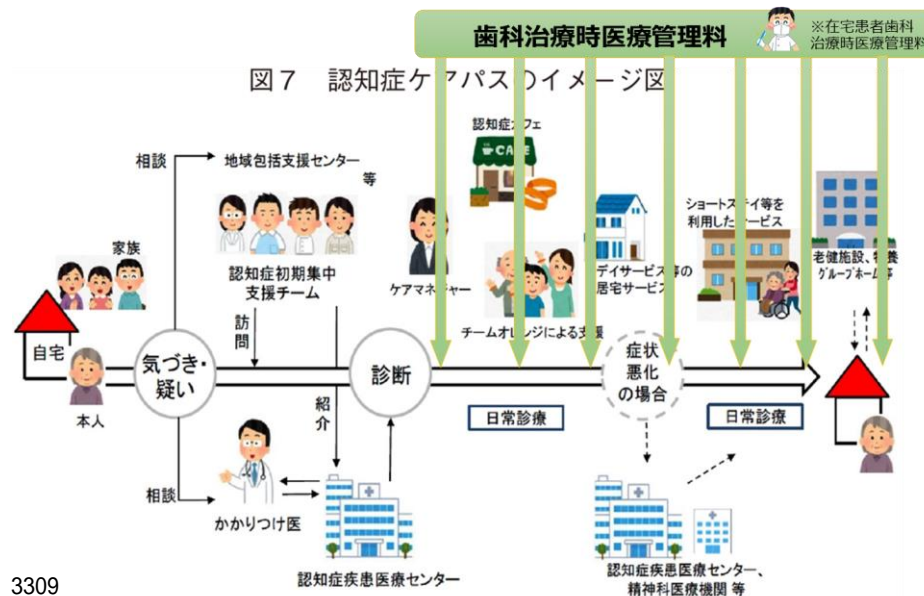 歯科治療時医療管理料
※在宅患者歯科
治療時医療管理料
図7 認知症ケアパスのイメージ図
認知症カフェ
CAFE
相談
地域包括支援センター
等
ショートステイ等を
利用したサービス
家族
認知症初期集中
支援チーム
ケアマネジャー
デイサービス等の
居宅サービス
老健施設、特養
グループホーム等
チームオレンジによる支援
訪問
自宅
気づき・
疑い
診断
症状
悪化
の場合
本人
紹介
日常診療
日常診療
相談
かかりつけ医
認知症疾患医療センター
認知症疾患医療センター、
精神科医療機関 等
3309